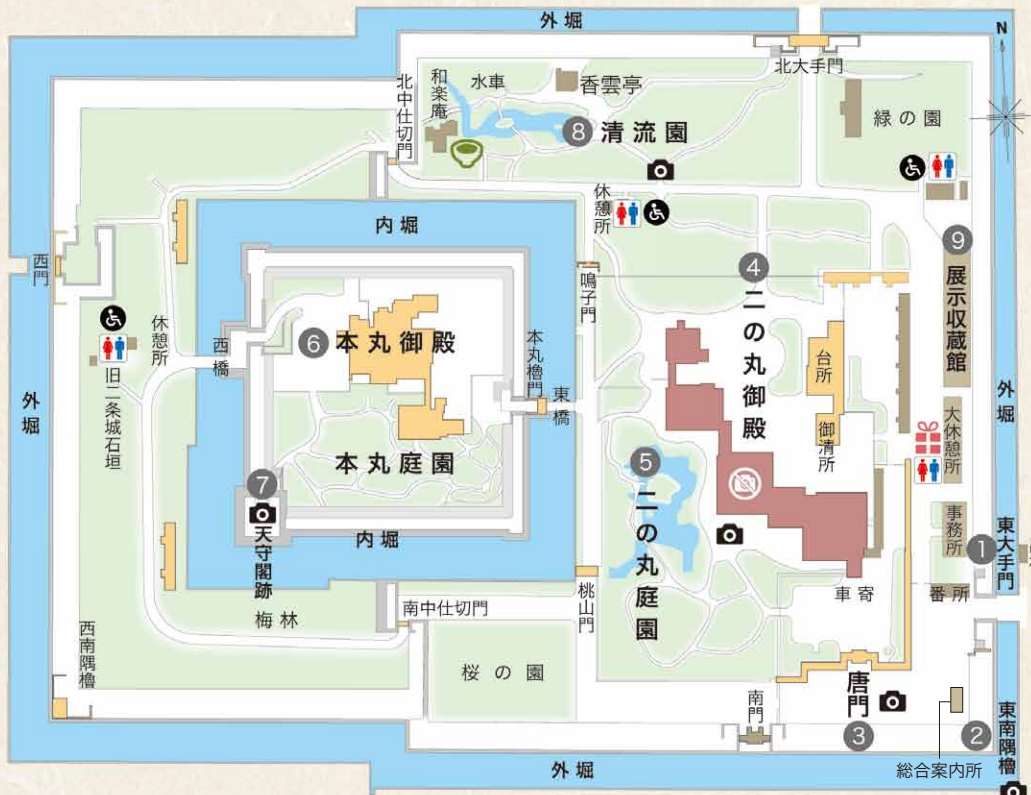 外堀
N
北大手門
北中仕切門
和楽庵
水車
香雲亭
8 清流園
緑の園
休憩所
内堀
西門
鳴子門
4 二の丸御殿
9 展示収蔵館
休憩所
西橋
6 本丸御殿
本丸櫓門
東橋
台所
御清所
大休憩所
外堀
外堀
旧二条城石垣
本丸庭園
5 二の丸庭園
7 天守閣跡
内堀
事務所
1 東大手門
番所
車寄
梅林
南中仕切門
桃山門
西南隅櫓
桜の園
南門
唐門
3
2 東南隅櫓
総合案内所
外堀